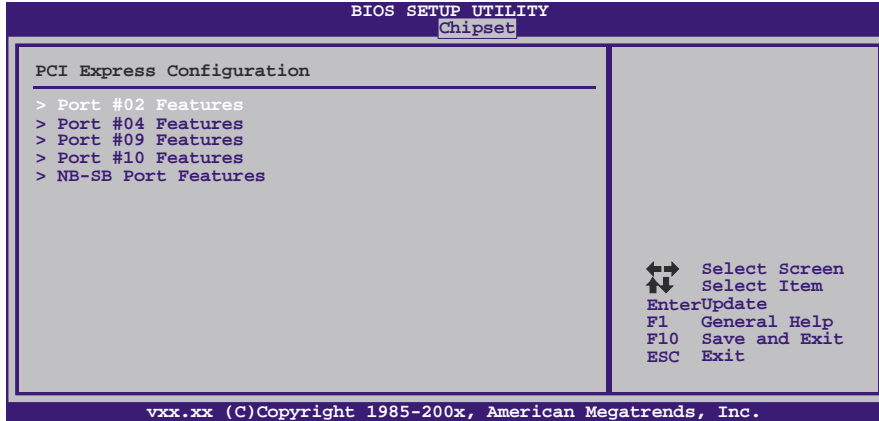 BIOS SETUP UTILITY
Chipset
PCI Express Configuration
> Port #02 Features
> Port #04 Features
> Port #09 Features
> Port #10 Features
> NB-SB Port Features
Select Screen
Select Item
EnterUpdate
F1 General Help
F10 Save and Exit
ESC Exit
vxx.xx (C)Copyright 1985-200x, American Megatrends, Inc.